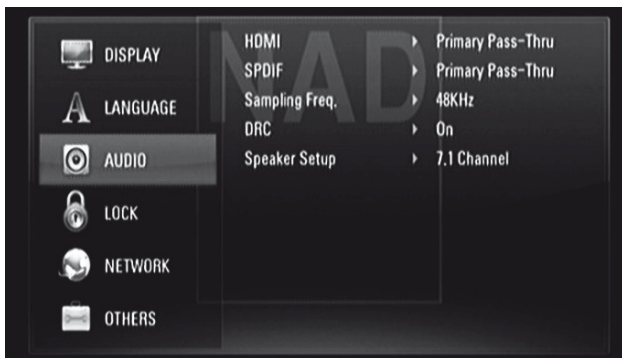 NAD
DISPLAY
LANGUAGE
AUDIO
LOCK
NETWORK
OTHERS
HDMI Primary Pass-Thru
SPDIF Primary Pass-Thru
Sampling Freq. 48KHz
DRC On
Speaker Setup 7.1 Channel